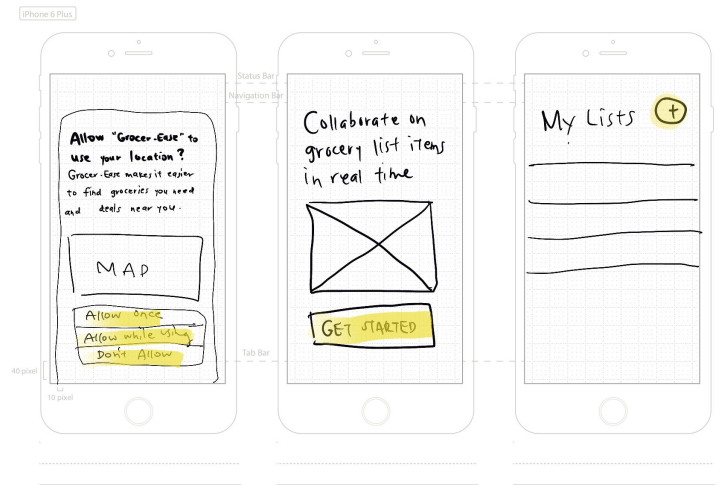 iPhone 6 Plus
Status Bar
Navigation Bar
Allow "Grocer-Ease" to
use your location?
Grocer-Ease makes it easier
to find groceries you need
and deals near you.
MAP
Allow once
Allow while using
Don't Allow
Collaborate on
grocery list items
in real time
GET STARTED
My Lists +
Tab Bar
40 pixel
10 pixel